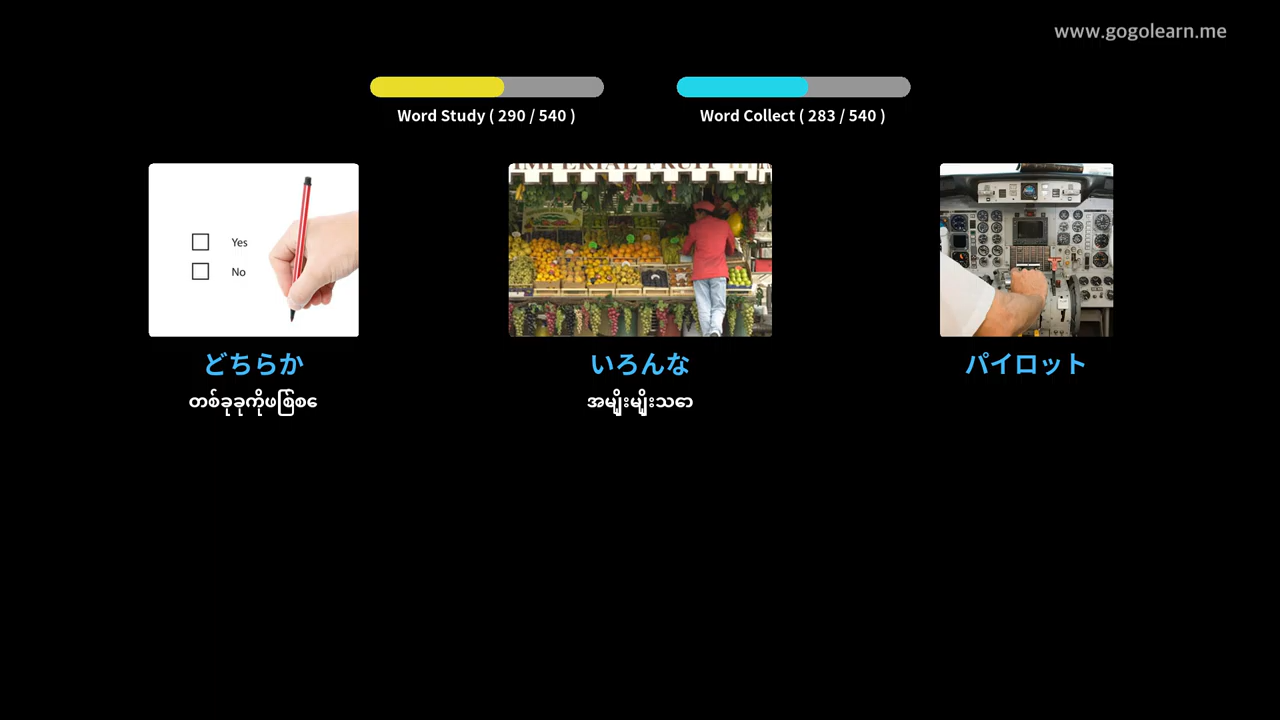 www.gogolearn.me
Word Study ( 290 / 540 )
Word Collect ( 283 / 540 )
Yes
No
IMPERIAL FRUIT
どちらか
いろんな
パイロット
တစ်ခုခုကိုဖြစ်စေ
အမျိုးမျိုးသော